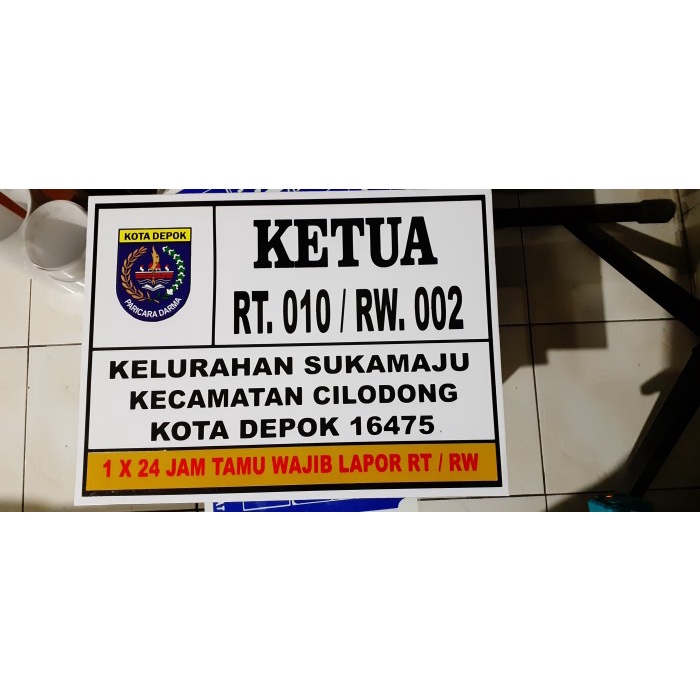 KOTA DEPOK
PARICARA DARMA
KETUA
RT. 010 / RW. 002
KELURAHAN SUKAMAJU
KECAMATAN CILODONG
KOTA DEPOK 16475
1 X 24 JAM TAMU WAJIB LAPOR RT / RW